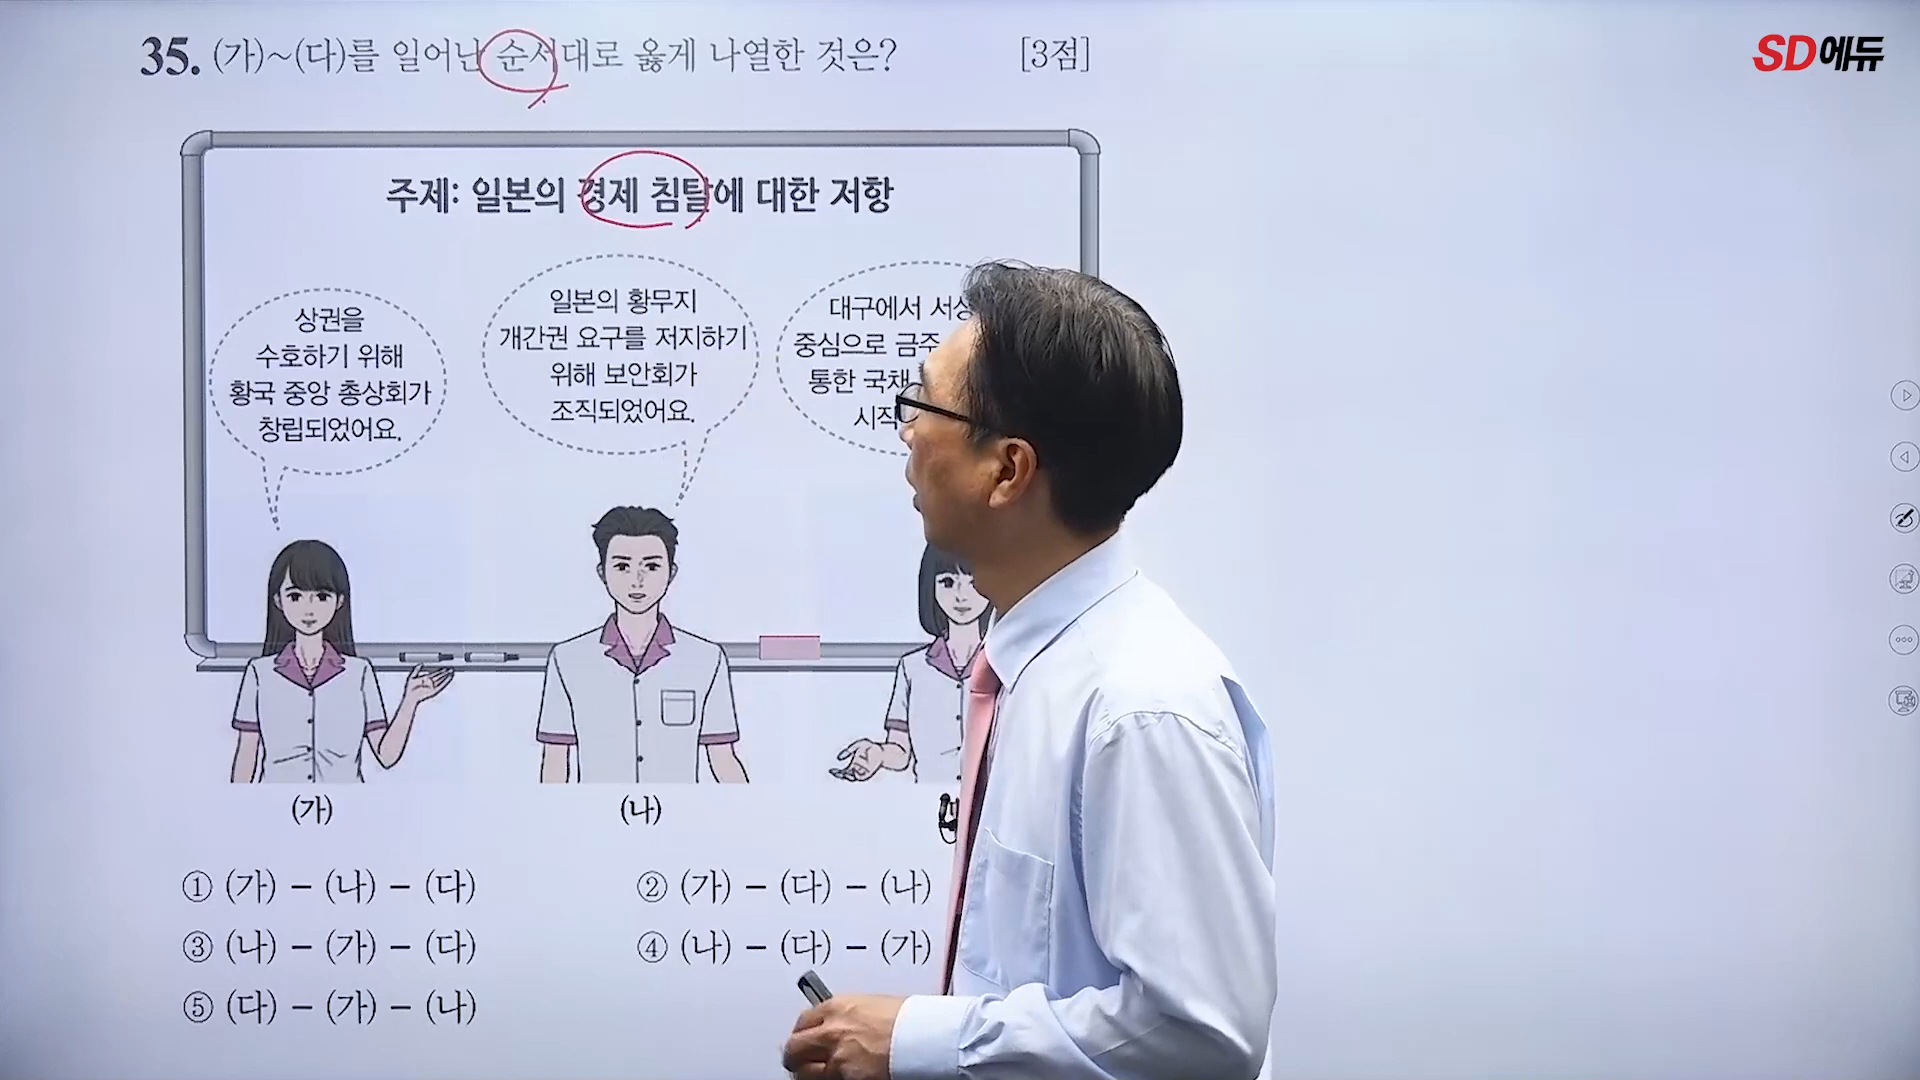 35. (가)~(다)를 일어난 순서대로 옳게 나열한 것은? [3점]
SD에듀
주제: 일본의 경제 침탈에 대한 저항
상권을
수호하기 위해
황국 중앙 총상회가
창립되었어요.
일본의 황무지
개간권 요구를 저지하기
위해 보안회가
조직되었어요.
대구에서
중심으로
통한 국채
(가)
(나)
① (가) – (나) – (다)
② (가) – (다) – (나)
③ (나) – (가) – (다)
④ (나) – (다) – (가)
⑤ (다) – (가) – (나)